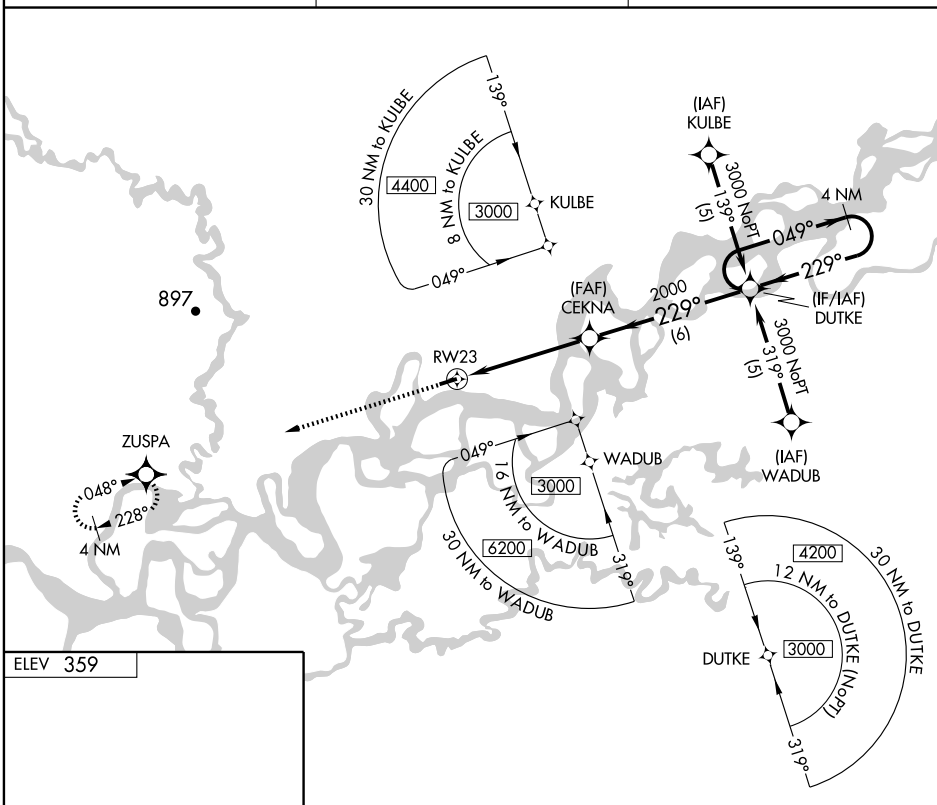 30 NM to KULBE
139°
4400
8 NM to KULBE
3000
KULBE
049°
(IAF)
KULBE
3000 NoPT
139°
(5)
4 NM
049°
229°
(IF/IAF)
DUTKE
(FAF)
CEKNA
2000
229°
(6)
3000 NoPT
319°
(5)
(IAF)
WADUB
897
RW23
ZUSPA
048°
228°
4 NM
049°
16 NM to WADUB
3000
WADUB
6200
30 NM to WADUB
319°
139°
4200
30 NM to DUTKE
12 NM to DUTKE (NoPT)
DUTKE
3000
319°
ELEV 359